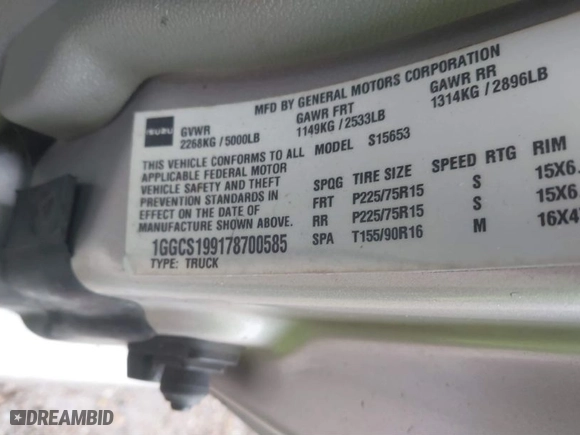 MFD BY GENERAL MOTORS CORPORATION
ISUZU
GVWR GAWR FRT GAWR RR
2268KG / 5000LB 1149KG / 2533LB 1314KG / 2896LB
THIS VEHICLE CONFORMS TO ALL MODEL S15653
APPLICABLE FEDERAL MOTOR
VEHICLE SAFETY AND THEFT
PREVENTION STANDARDS IN
EFFECT ON THE DATE OF
MANUFACTURE SHOWN ABOVE.
1GGCS199178700585
TYPE: TRUCK
SPQG TIRE SIZE SPEED RTG RIM
FRT P225/75R15 S 15X6.
RR P225/75R15 S 15X6.
SPA T155/90R16 M 16X4
DREAMBID